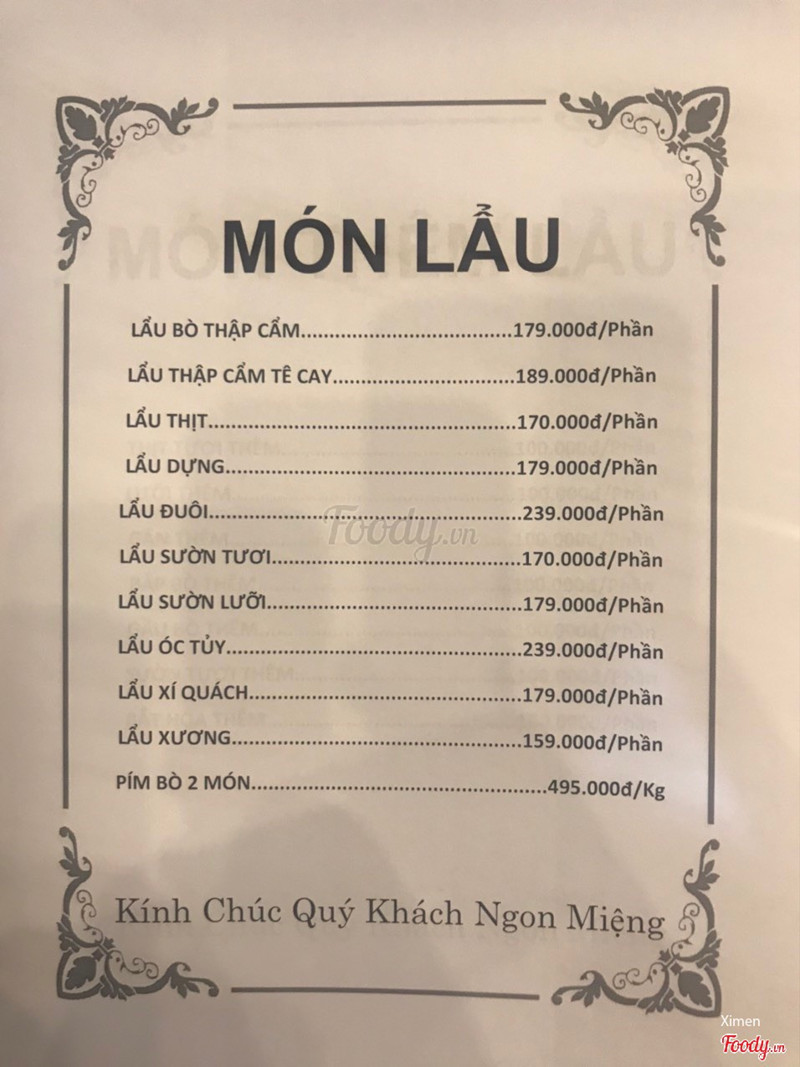 MÓN LẨU
LẨU BÒ THẬP CẨM....................................179.000đ/Phần
LẨU THẬP CẨM TÊ CAY...............................189.000đ/Phần
LẨU THỊT....................................................170.000đ/Phần
LẨU DỰNG.................................................179.000đ/Phần
LẨU ĐUÔI.....................................................239.000đ/Phần
LẨU SƯỜN TƯƠI..........................................170.000đ/Phần
LẨU SƯỜN LƯỠI...........................................179.000đ/Phần
LẨU ÓC TỦY..................................................239.000đ/Phần
LẨU XÍ QUÁCH..............................................179.000đ/Phần
LẨU XƯƠNG.................................................159.000đ/Phần
PÍM BÒ 2 MÓN..................................................495.000đ/Kg
Foody.vn
Kính Chúc Quý Khách Ngon Miệng
Ximen
Foody.vn